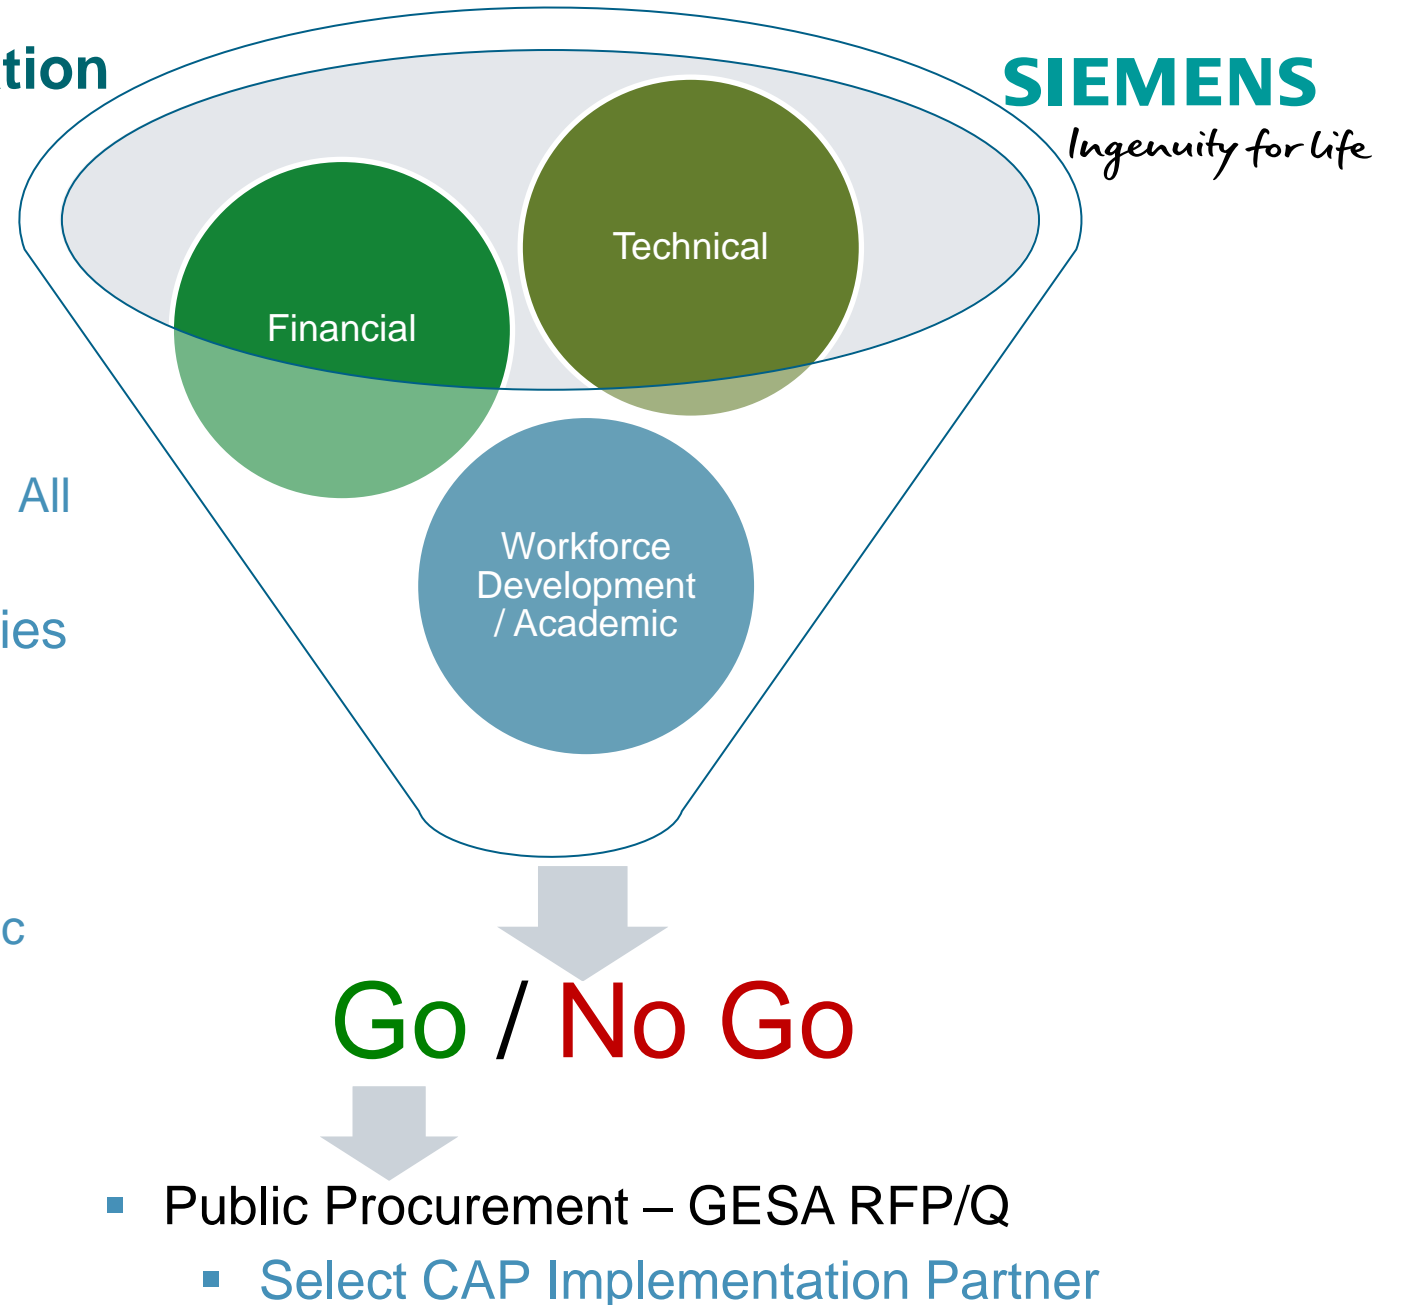 tion
SIEMENS
Ingenuity for life
Technical
Financial
All
Workforce
Development
/ Academic
ies
c
Go / No Go
▪ Public Procurement – GESA RFP/Q
▪ Select CAP Implementation Partner